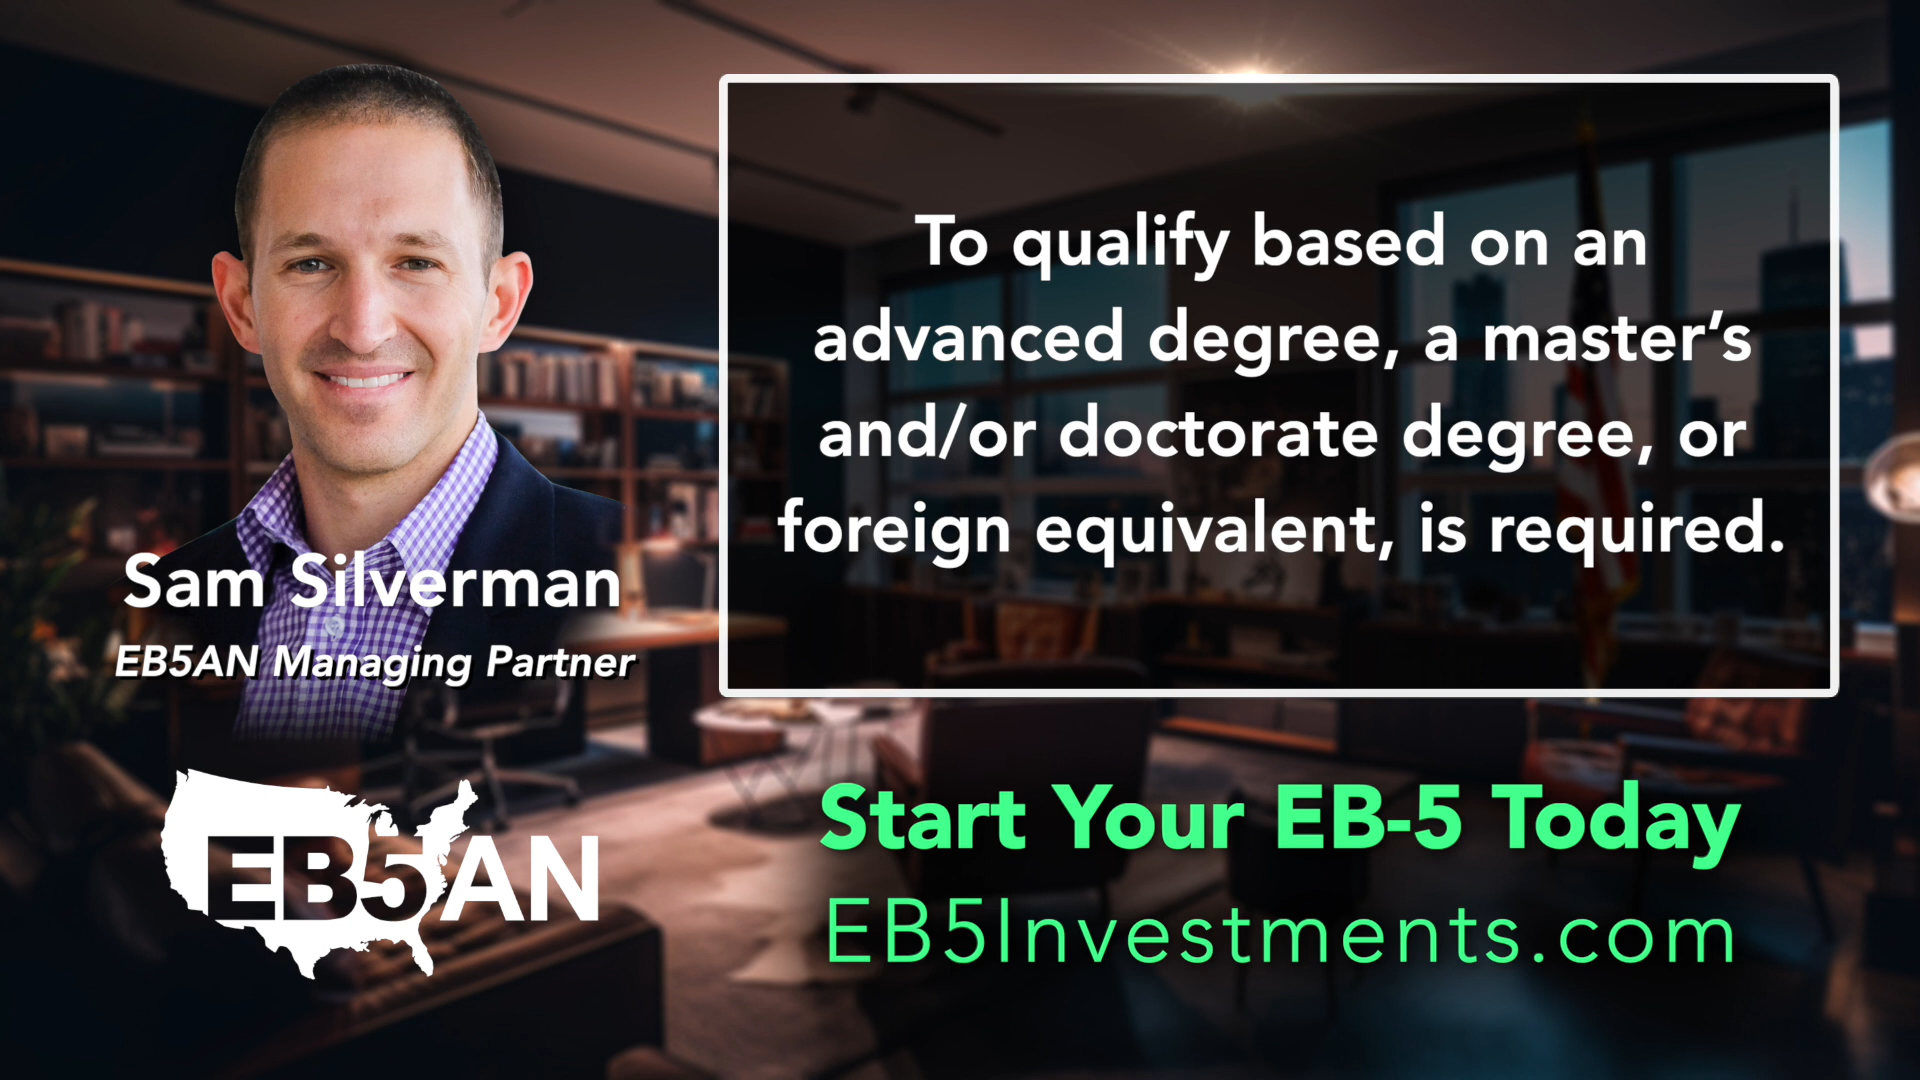 Sam Silverman
EB5AN Managing Partner
EB5AN
To qualify based on an
advanced degree, a master’s
and/or doctorate degree, or
foreign equivalent, is required.
Start Your EB-5 Today
EB5Investments.com